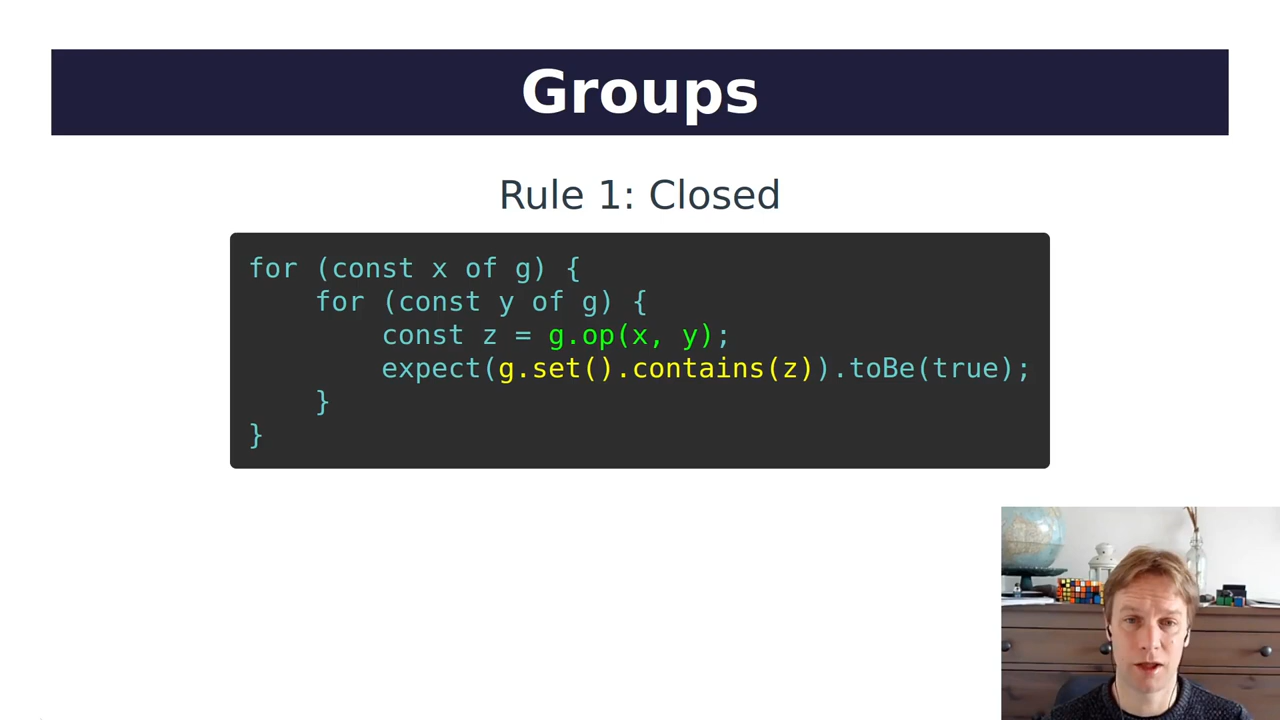 Groups
Rule 1: Closed
for (const x of g) {
    for (const y of g) {
        const z = g.op(x, y);
        expect(g.set().contains(z)).toBe(true);
    }
}